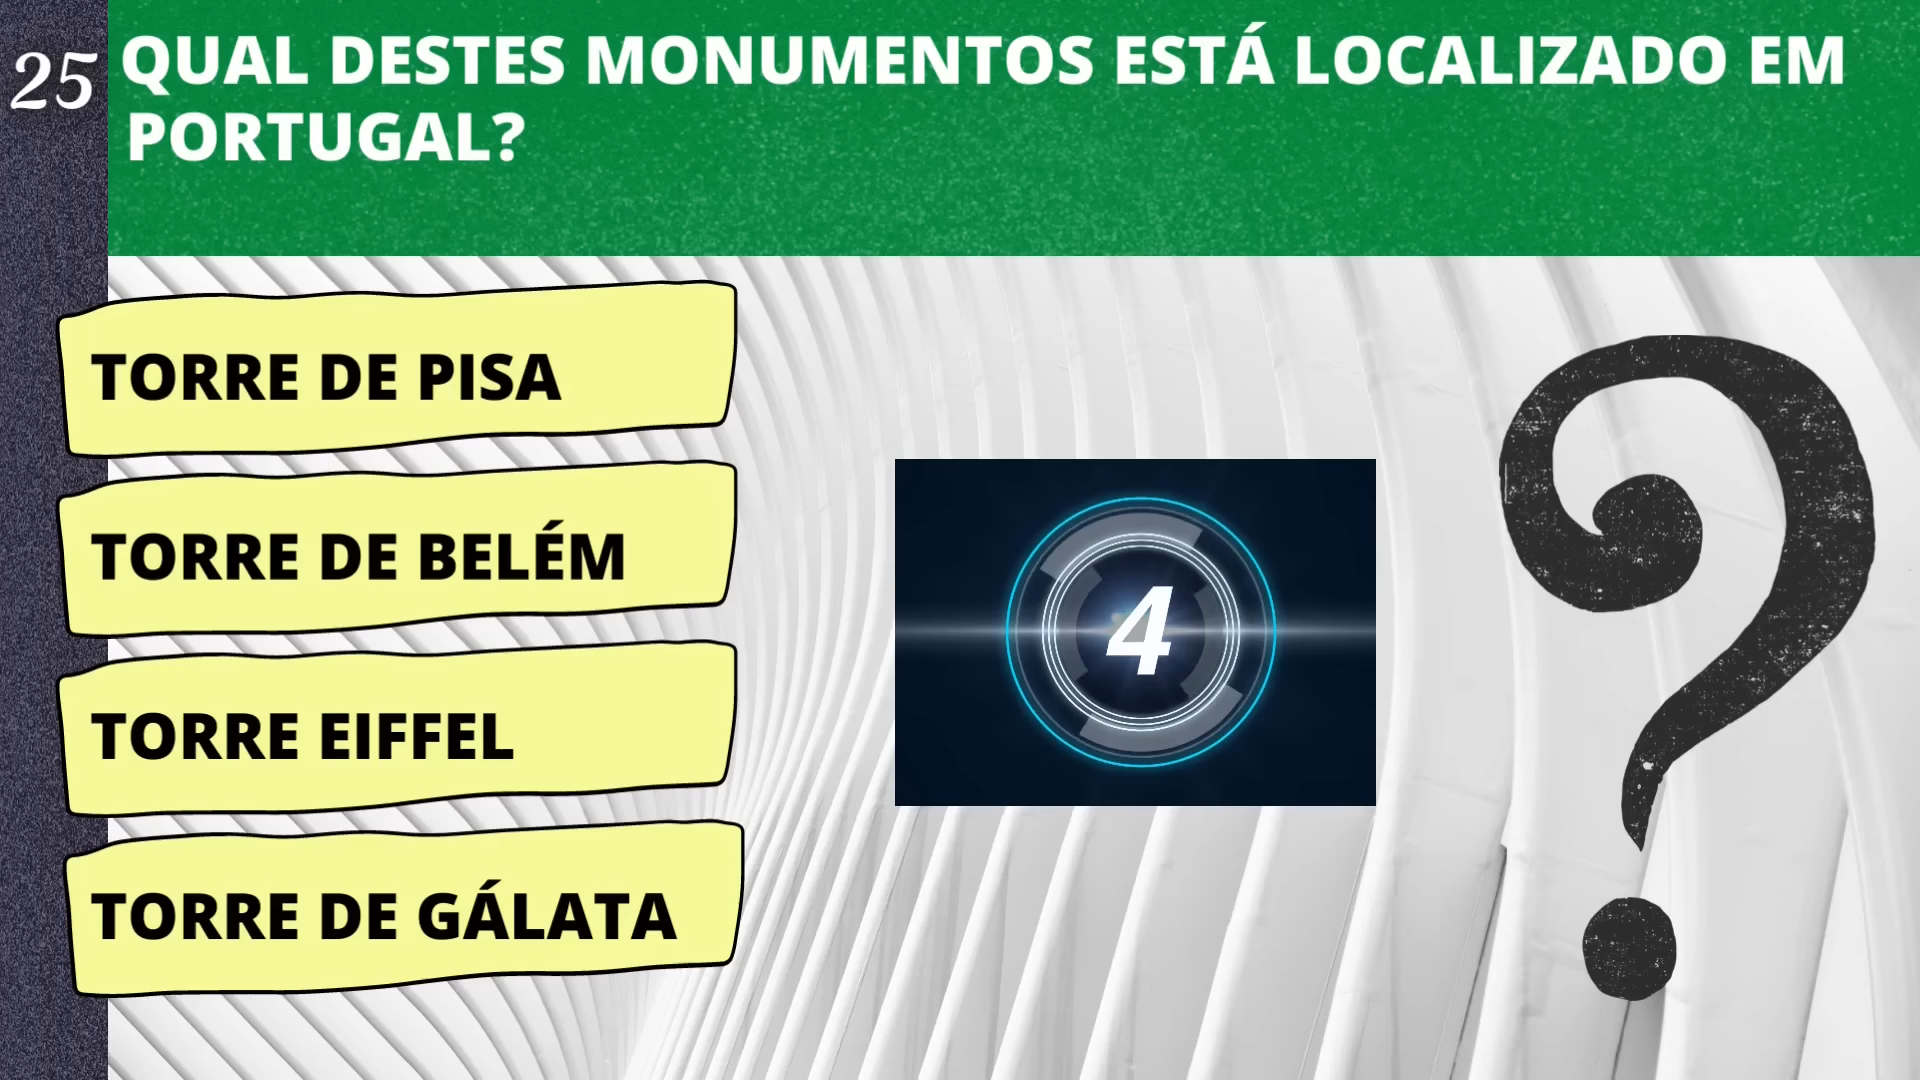 25
QUAL DESTES MONUMENTOS ESTÁ LOCALIZADO EM
PORTUGAL?
TORRE DE PISA
TORRE DE BELÉM
TORRE EIFFEL
TORRE DE GÁLATA
4
?